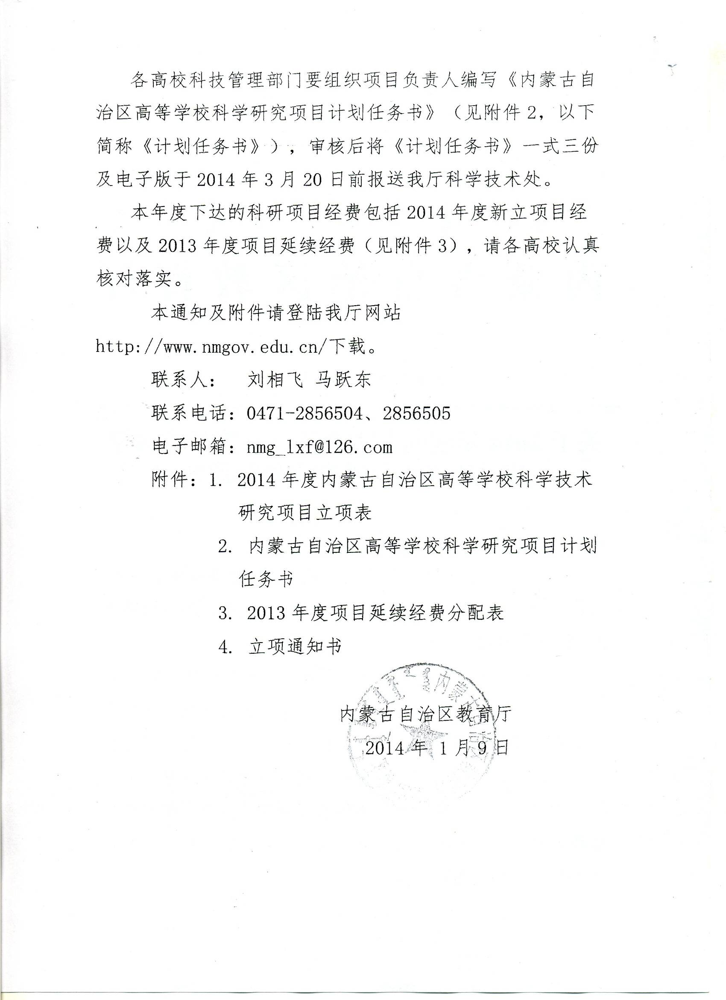 各高校科技管理部门要组织项目负责人编写《内蒙古自
治区高等学校科学研究项目计划任务书》（见附件2，以下
简称《计划任务书》），审核后将《计划任务书》一式三份
及电子版于2014年3月20日前报送我厅科学技术处。
本年度下达的科研项目经费包括2014年度新立项目经
费以及2013年度项目延续经费（见附件3），请各高校认真
核对落实。
本通知及附件请登陆我厅网站
http://www.nmgov.edu.cn/下载。
联系人： 刘相飞 马跃东
联系电话：0471-2856504、2856505
电子邮箱：nmg_lxf@126.com
附件：1. 2014年度内蒙古自治区高等学校科学技术
研究项目立项表
2. 内蒙古自治区高等学校科学研究项目计划
任务书
3. 2013年度项目延续经费分配表
4. 立项通知书
内蒙古自治区教育厅
2014年 1月9日